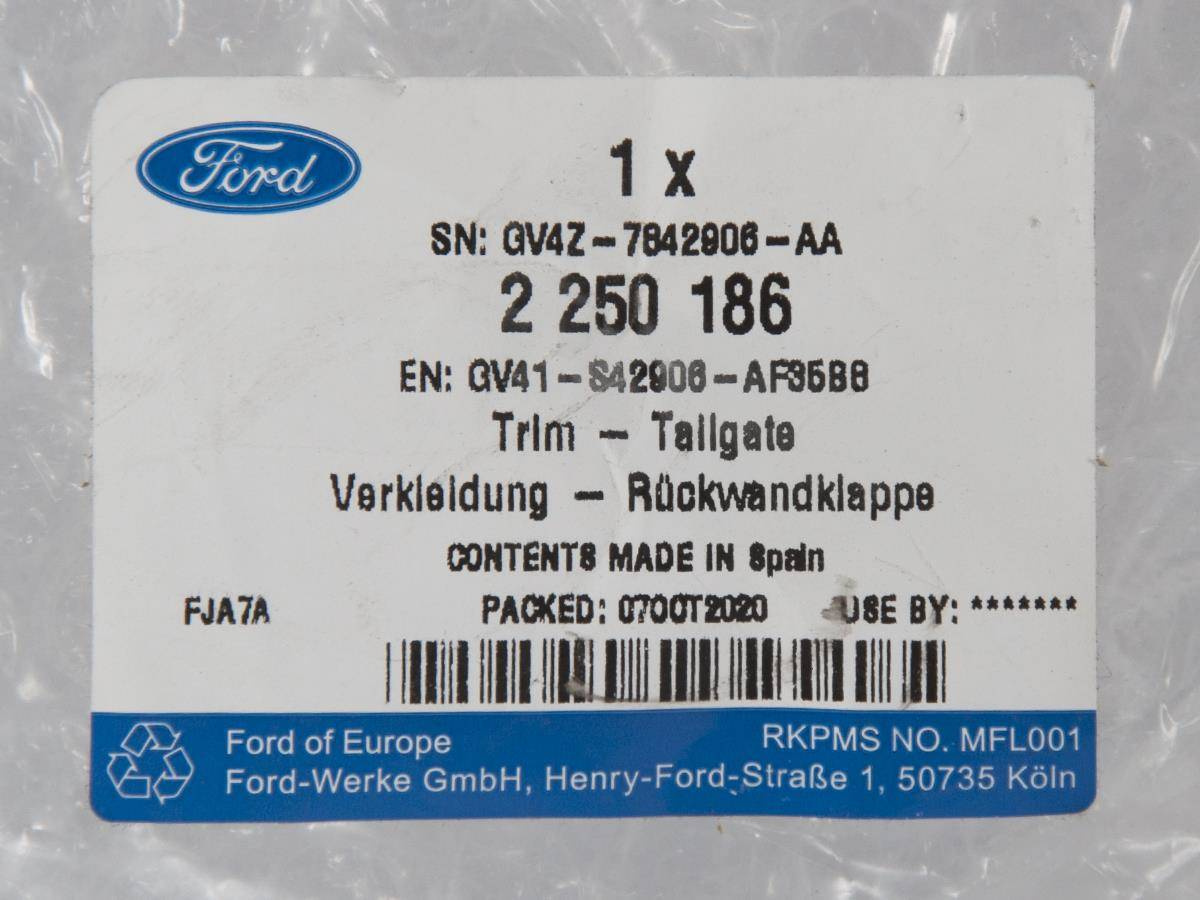 Ford
1 x
SN: GV4Z-7842906-AA
2 250 186
EN: GV41-S42906-AF35B8
Trim - Tailgate
Verkleidung - Rückwandklappe
CONTENTS MADE IN Spain
FJA7A PACKED: 07OCT2020 USE BY: *******
Ford of Europe RKPMS NO. MFL001
Ford-Werke GmbH, Henry-Ford-Straße 1, 50735 Köln